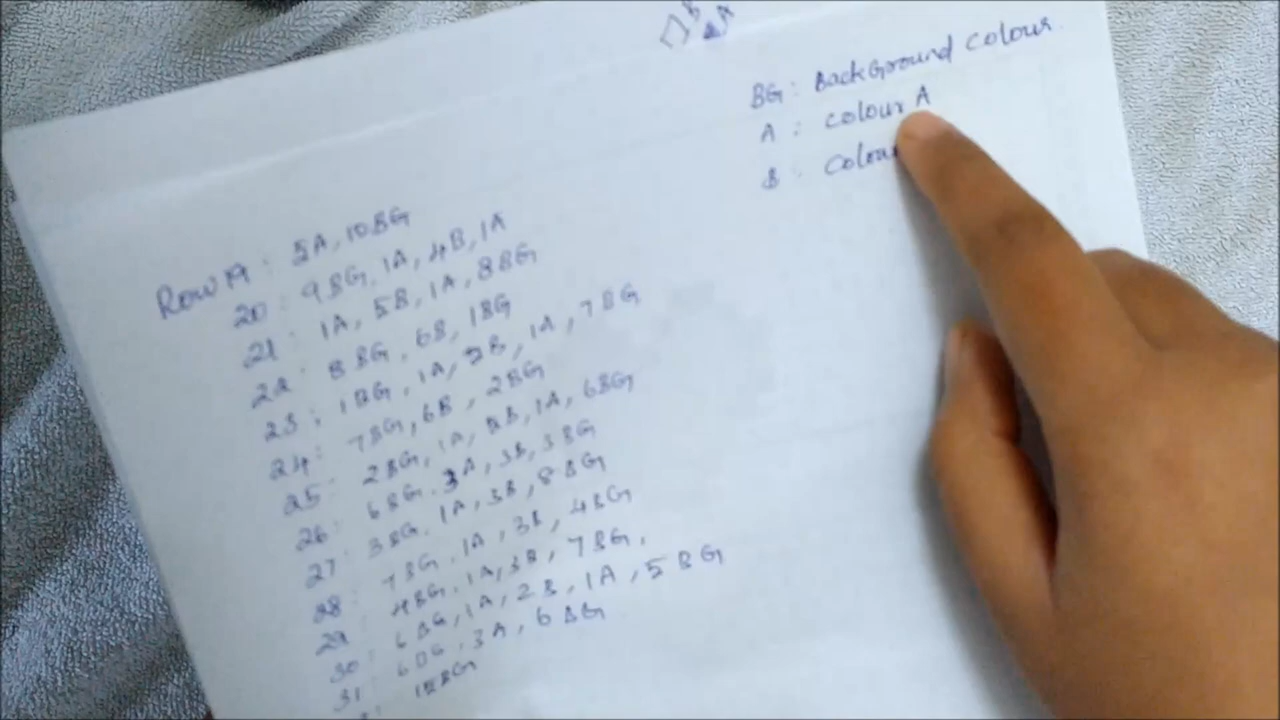 B
A
BG : Background colour
A : colour A
B : Colour
Row 19 : 5A, 10BG
20 : 9BG, 1A, 4B, 1A
21 : 1A, 5B, 1A, 8BG
22 : 8BG, 6B, 1BG
23 : 1BG, 1A, 5B, 1A, 7BG
24 : 7BG, 6B, 2BG
25 : 2BG, 1A, 5B, 1A, 6BG
26 : 6BG, 3A, 3B, 3BG
27 : 3BG, 1A, 3B, 8BG
28 : 7BG, 1A, 3B, 4BG
29 : 4BG, 1A, 3B, 7BG,
30 : 6BG, 1A, 2B, 1A, 5BG
31 : 6BG, 3A, 6BG
: 15BG